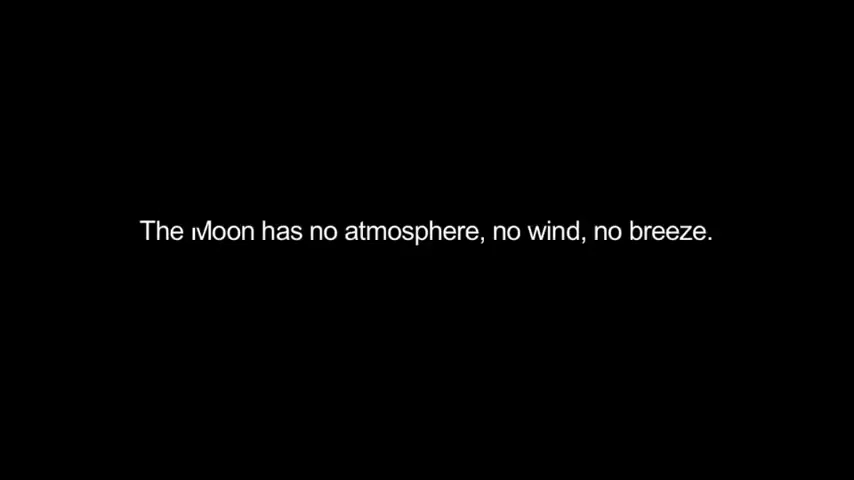 The Moon has no atmosphere, no wind, no breeze.